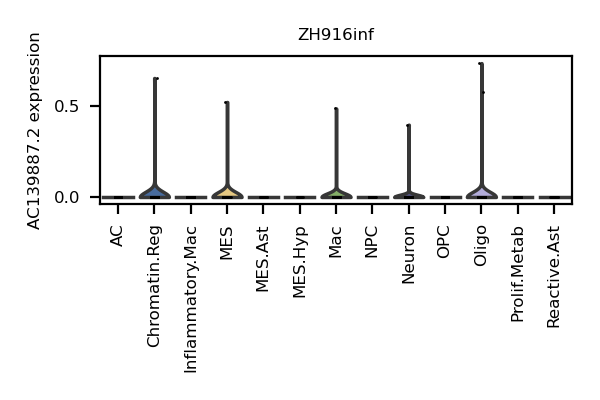 ZH916inf
AC139887.2 expression
0.5
0.0
AC
Chromatin.Reg
Inflammatory.Mac
MES
MES.Ast
MES.Hyp
Mac
NPC
Neuron
OPC
Oligo
Prolif.Metab
Reactive.Ast